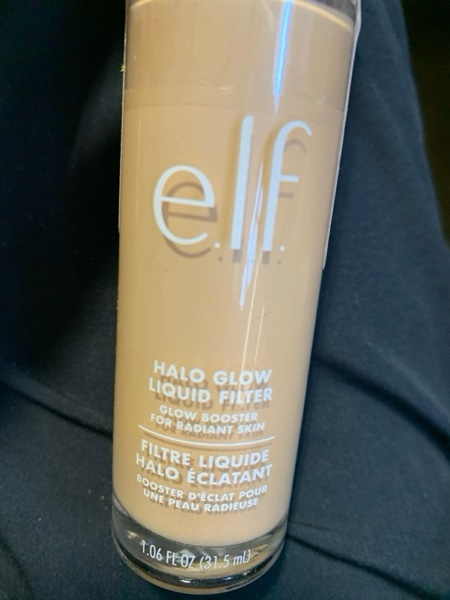 e.l.f.
HALO GLOW
LIQUID FILTER
GLOW BOOSTER
FOR RADIANT SKIN
FILTRE LIQUIDE
HALO ÉCLATANT
BOOSTER D'ÉCLAT POUR
UNE PEAU RADIEUSE
1.06 FL OZ (31.5 mL)